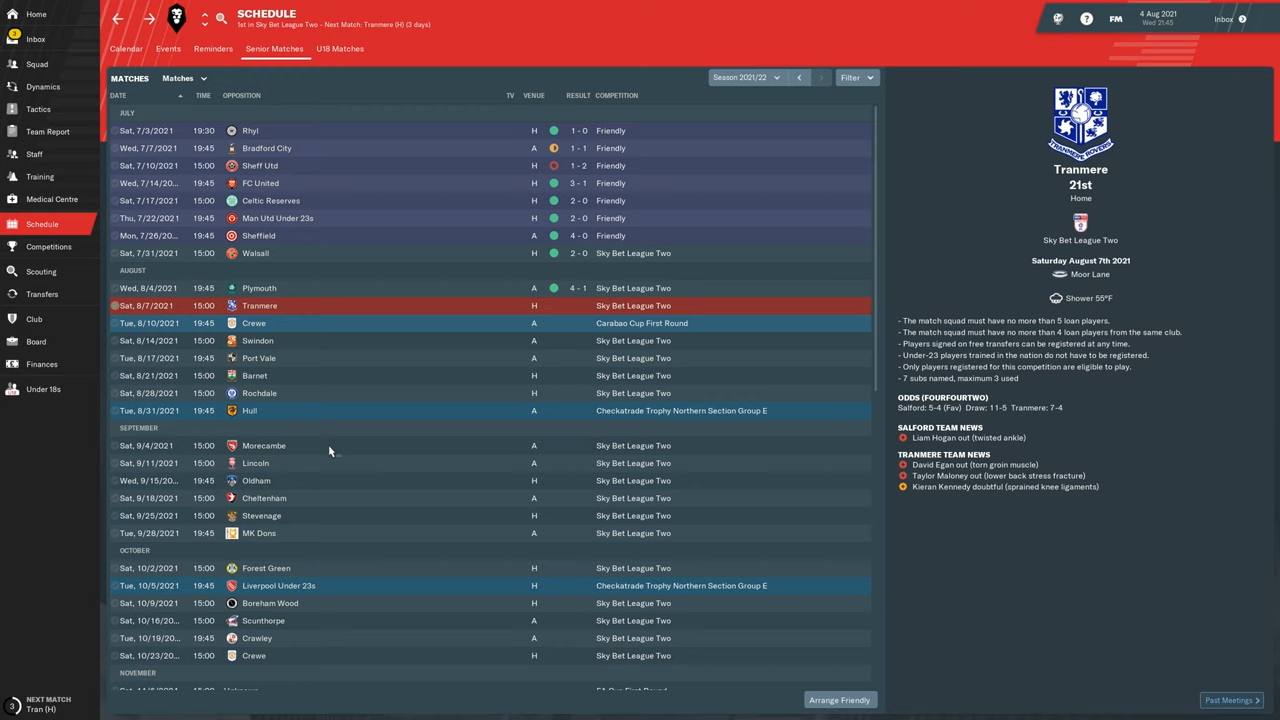 SCHEDULE
1st in Sky Bet League Two - Next Match: Tranmere (H) (3 days)
FM
4 Aug 2021
Wed 21:45
Inbox
Home
3
Inbox
Squad
Dynamics
Tactics
Team Report
Staff
Training
Medical Centre
Schedule
Competitions
Scouting
Transfers
Club
Board
Finances
Under 18s
3
NEXT MATCH
Tran (H)
Calendar Events Reminders Senior Matches U18 Matches
MATCHES Matches Season 2021/22 Filter
DATE TIME OPPOSITION TV VENUE RESULT COMPETITION
JULY
Sat, 7/3/2021 19:30 Rhyl H 1 - 0 Friendly
Wed, 7/7/2021 19:45 Bradford City A 1 - 1 Friendly
Sat, 7/10/2021 15:00 Sheff Utd H 1 - 2 Friendly
Wed, 7/14/20... 19:45 FC United H 3 - 1 Friendly
Sat, 7/17/2021 15:00 Celtic Reserves H 2 - 0 Friendly
Thu, 7/22/2021 19:45 Man Utd Under 23s H 2 - 0 Friendly
Mon, 7/26/20... 19:45 Sheffield A 4 - 0 Friendly
Sat, 7/31/2021 15:00 Walsall H 2 - 0 Sky Bet League Two
AUGUST
Wed, 8/4/2021 19:45 Plymouth A 4 - 1 Sky Bet League Two
Sat, 8/7/2021 15:00 Tranmere H Sky Bet League Two
Tue, 8/10/2021 19:45 Crewe A Carabao Cup First Round
Sat, 8/14/2021 15:00 Swindon A Sky Bet League Two
Tue, 8/17/2021 19:45 Port Vale A Sky Bet League Two
Sat, 8/21/2021 15:00 Barnet H Sky Bet League Two
Sat, 8/28/2021 15:00 Rochdale H Sky Bet League Two
Tue, 8/31/2021 19:45 Hull A Checkatrade Trophy Northern Section Group E
SEPTEMBER
Sat, 9/4/2021 15:00 Morecambe A Sky Bet League Two
Sat, 9/11/2021 15:00 Lincoln A Sky Bet League Two
Wed, 9/15/20... 19:45 Oldham H Sky Bet League Two
Sat, 9/18/2021 15:00 Cheltenham A Sky Bet League Two
Sat, 9/25/2021 15:00 Stevenage H Sky Bet League Two
Tue, 9/28/2021 19:45 MK Dons A Sky Bet League Two
OCTOBER
Sat, 10/2/2021 15:00 Forest Green H Sky Bet League Two
Tue, 10/5/2021 19:45 Liverpool Under 23s H Checkatrade Trophy Northern Section Group E
Sat, 10/9/2021 15:00 Boreham Wood H Sky Bet League Two
Sat, 10/16/20... 15:00 Scunthorpe A Sky Bet League Two
Tue, 10/19/20... 19:45 Crawley A Sky Bet League Two
Sat, 10/23/20... 15:00 Crewe H Sky Bet League Two
NOVEMBER
Arrange Friendly
TRANMERE ROVERS
Tranmere
21st
Home
Sky Bet League Two
Saturday August 7th 2021
Moor Lane
Shower 55°F
- The match squad must have no more than 5 loan players.
- The match squad must have no more than 4 loan players from the same club.
- Players signed on free transfers can be registered at any time.
- Under-23 players trained in the nation do not have to be registered.
- Only players registered for this competition are eligible to play.
- 7 subs named, maximum 3 used
ODDS (FOURFOURTWO)
Salford: 5-4 (Fav) Draw: 11-5 Tranmere: 7-4
SALFORD TEAM NEWS
Liam Hogan out (twisted ankle)
TRANMERE TEAM NEWS
David Egan out (torn groin muscle)
Taylor Maloney out (lower back stress fracture)
Kieran Kennedy doubtful (sprained knee ligaments)
Past Meetings